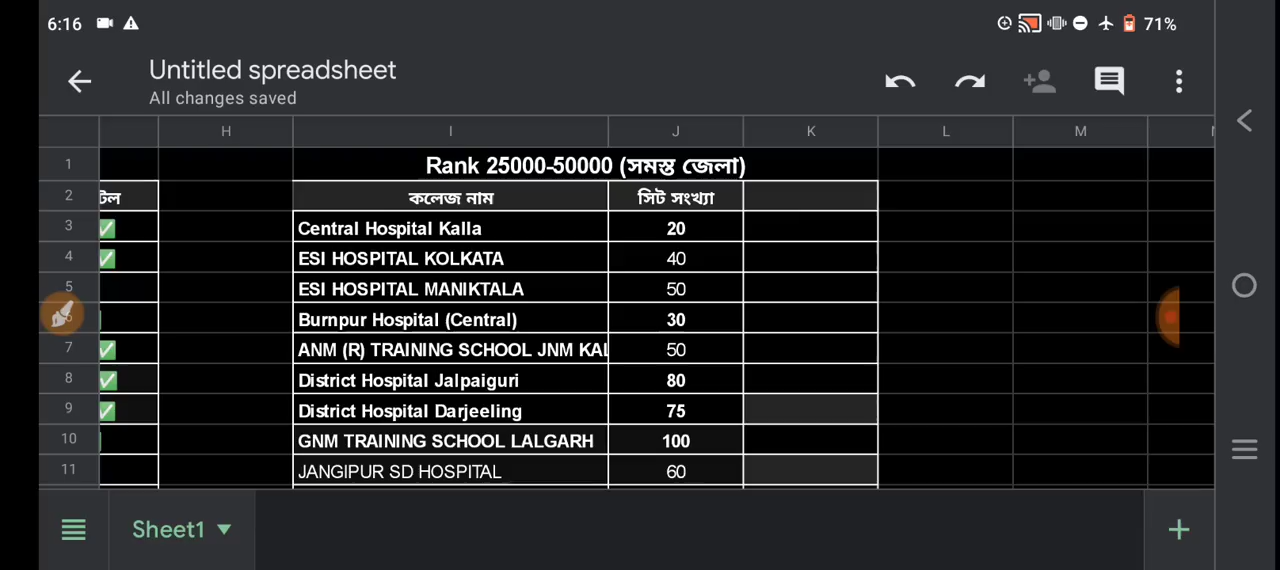 6:16 71%
Untitled spreadsheet
All changes saved
H I J K L M
1 Rank 25000-50000 (সমস্ত জেলা)
2 টল কলেজ নাম সিট সংখ্যা
3 ✅ Central Hospital Kalla 20
4 ✅ ESI HOSPITAL KOLKATA 40
5 ESI HOSPITAL MANIKTALA 50
Burnpur Hospital (Central) 30
7 ✅ ANM (R) TRAINING SCHOOL JNM KAL 50
8 ✅ District Hospital Jalpaiguri 80
9 ✅ District Hospital Darjeeling 75
10 GNM TRAINING SCHOOL LALGARH 100
11 JANGIPUR SD HOSPITAL 60
Sheet1